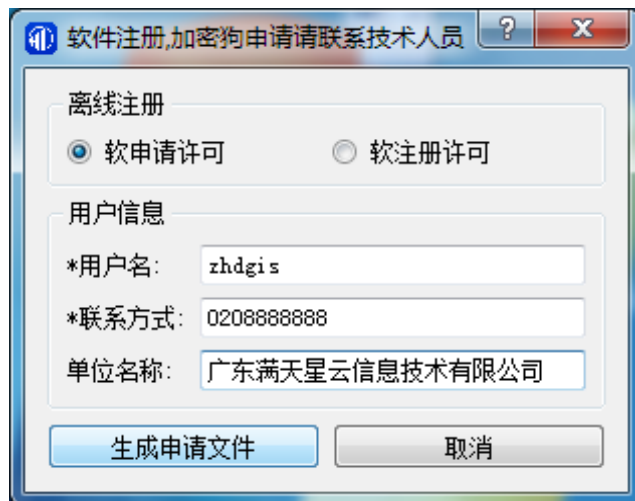 软件注册,加密狗申请请联系技术人员
离线注册
软申请许可 软注册许可
用户信息
*用户名: zhdgis
*联系方式: 0208888888
单位名称: 广东满天星云信息技术有限公司
生成申请文件 取消